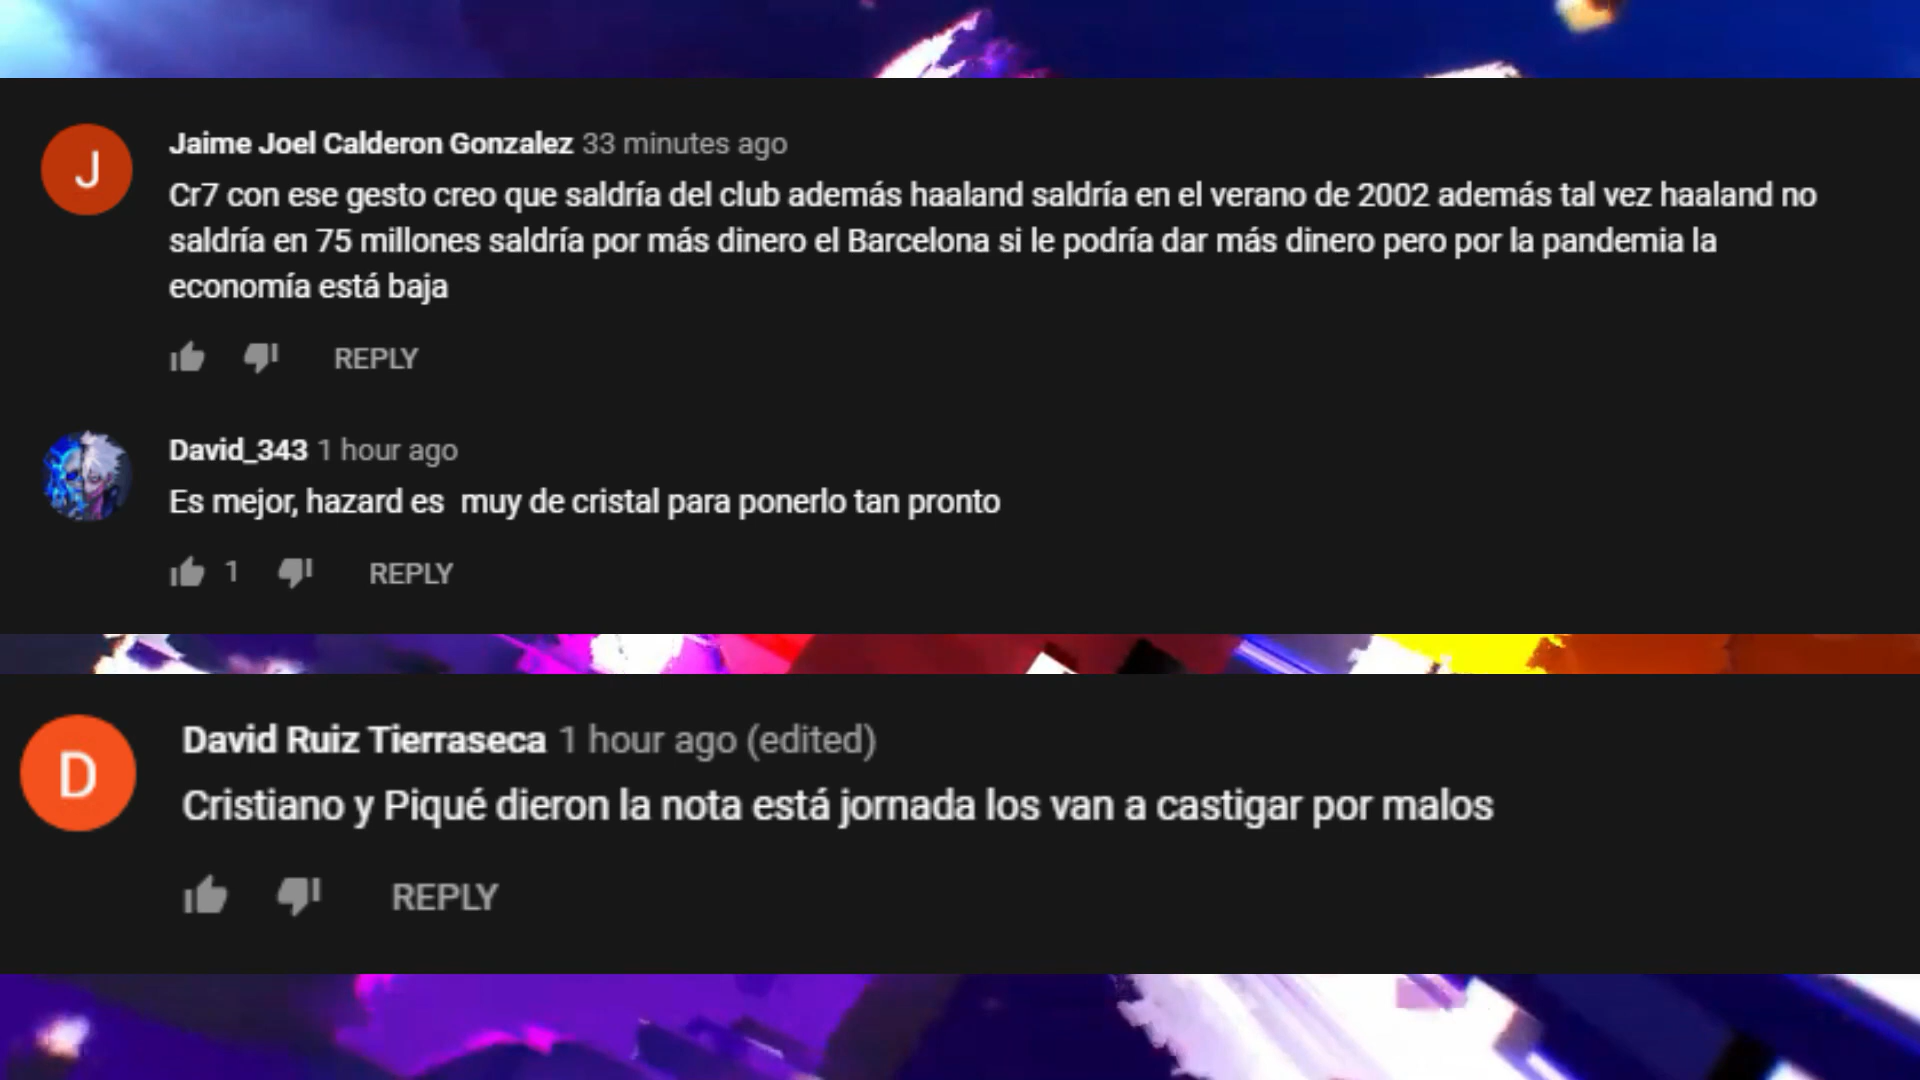 J
Jaime Joel Calderon Gonzalez 33 minutes ago
Cr7 con ese gesto creo que saldría del club además haaland saldría en el verano de 2002 además tal vez haaland no
saldría en 75 millones saldría por más dinero el Barcelona si le podría dar más dinero pero por la pandemia la
economía está baja
REPLY
David_343 1 hour ago
Es mejor, hazard es  muy de cristal para ponerlo tan pronto
1 REPLY
D
David Ruiz Tierraseca 1 hour ago (edited)
Cristiano y Piqué dieron la nota está jornada los van a castigar por malos
REPLY